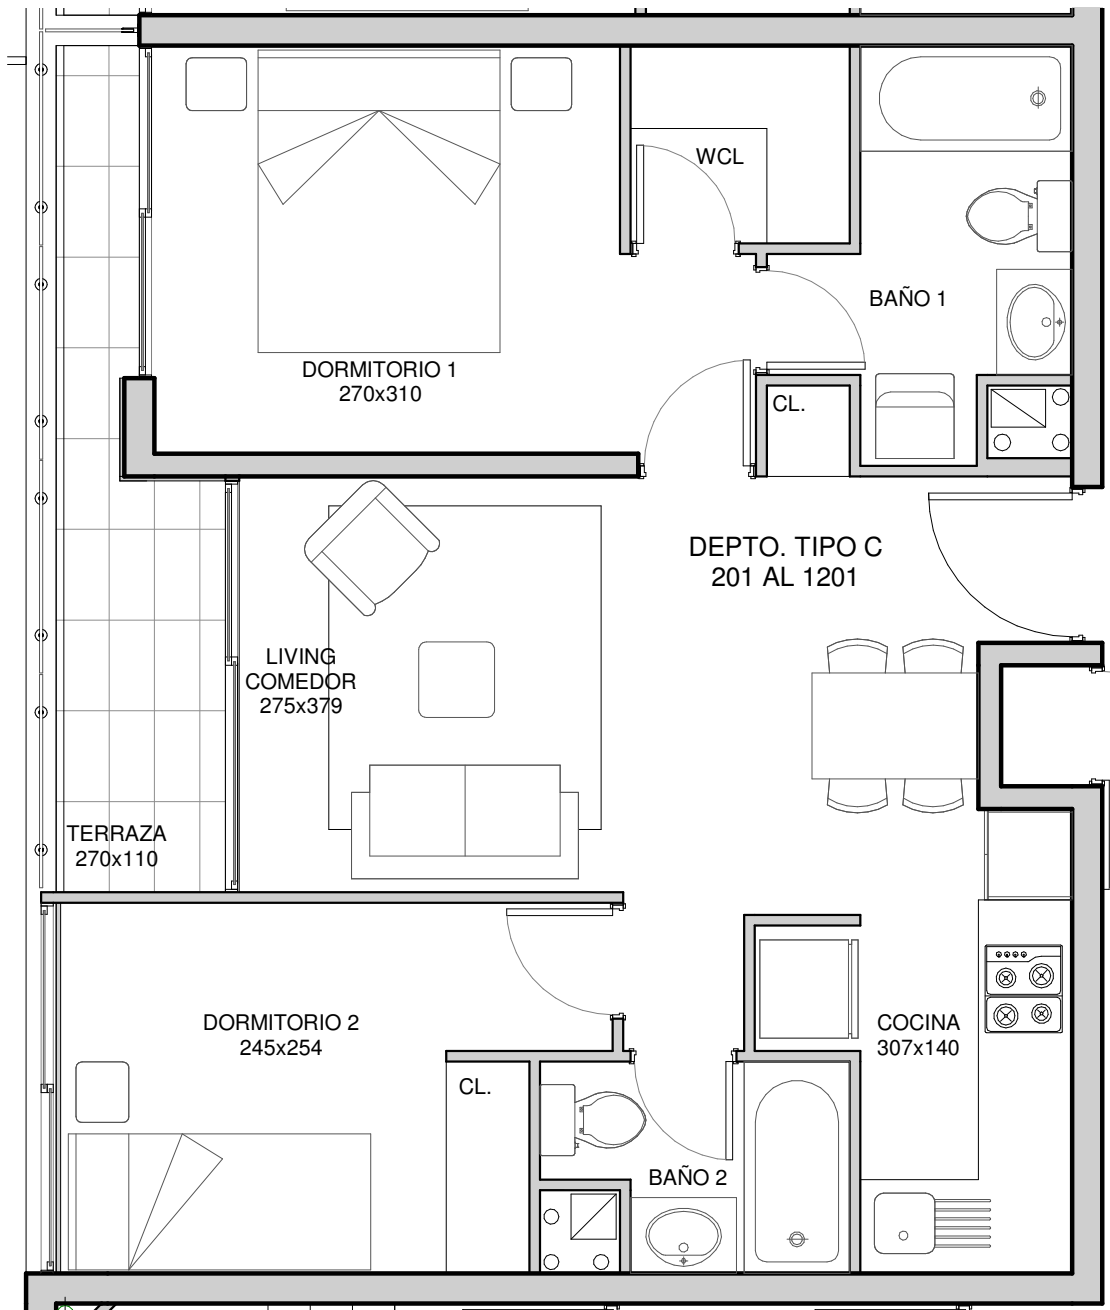 WCL
BAÑO 1
DORMITORIO 1
270x310
CL.
DEPTO. TIPO C
201 AL 1201
LIVING
COMEDOR
275x379
TERRAZA
270x110
DORMITORIO 2
245x254
COCINA
307x140
CL.
BAÑO 2